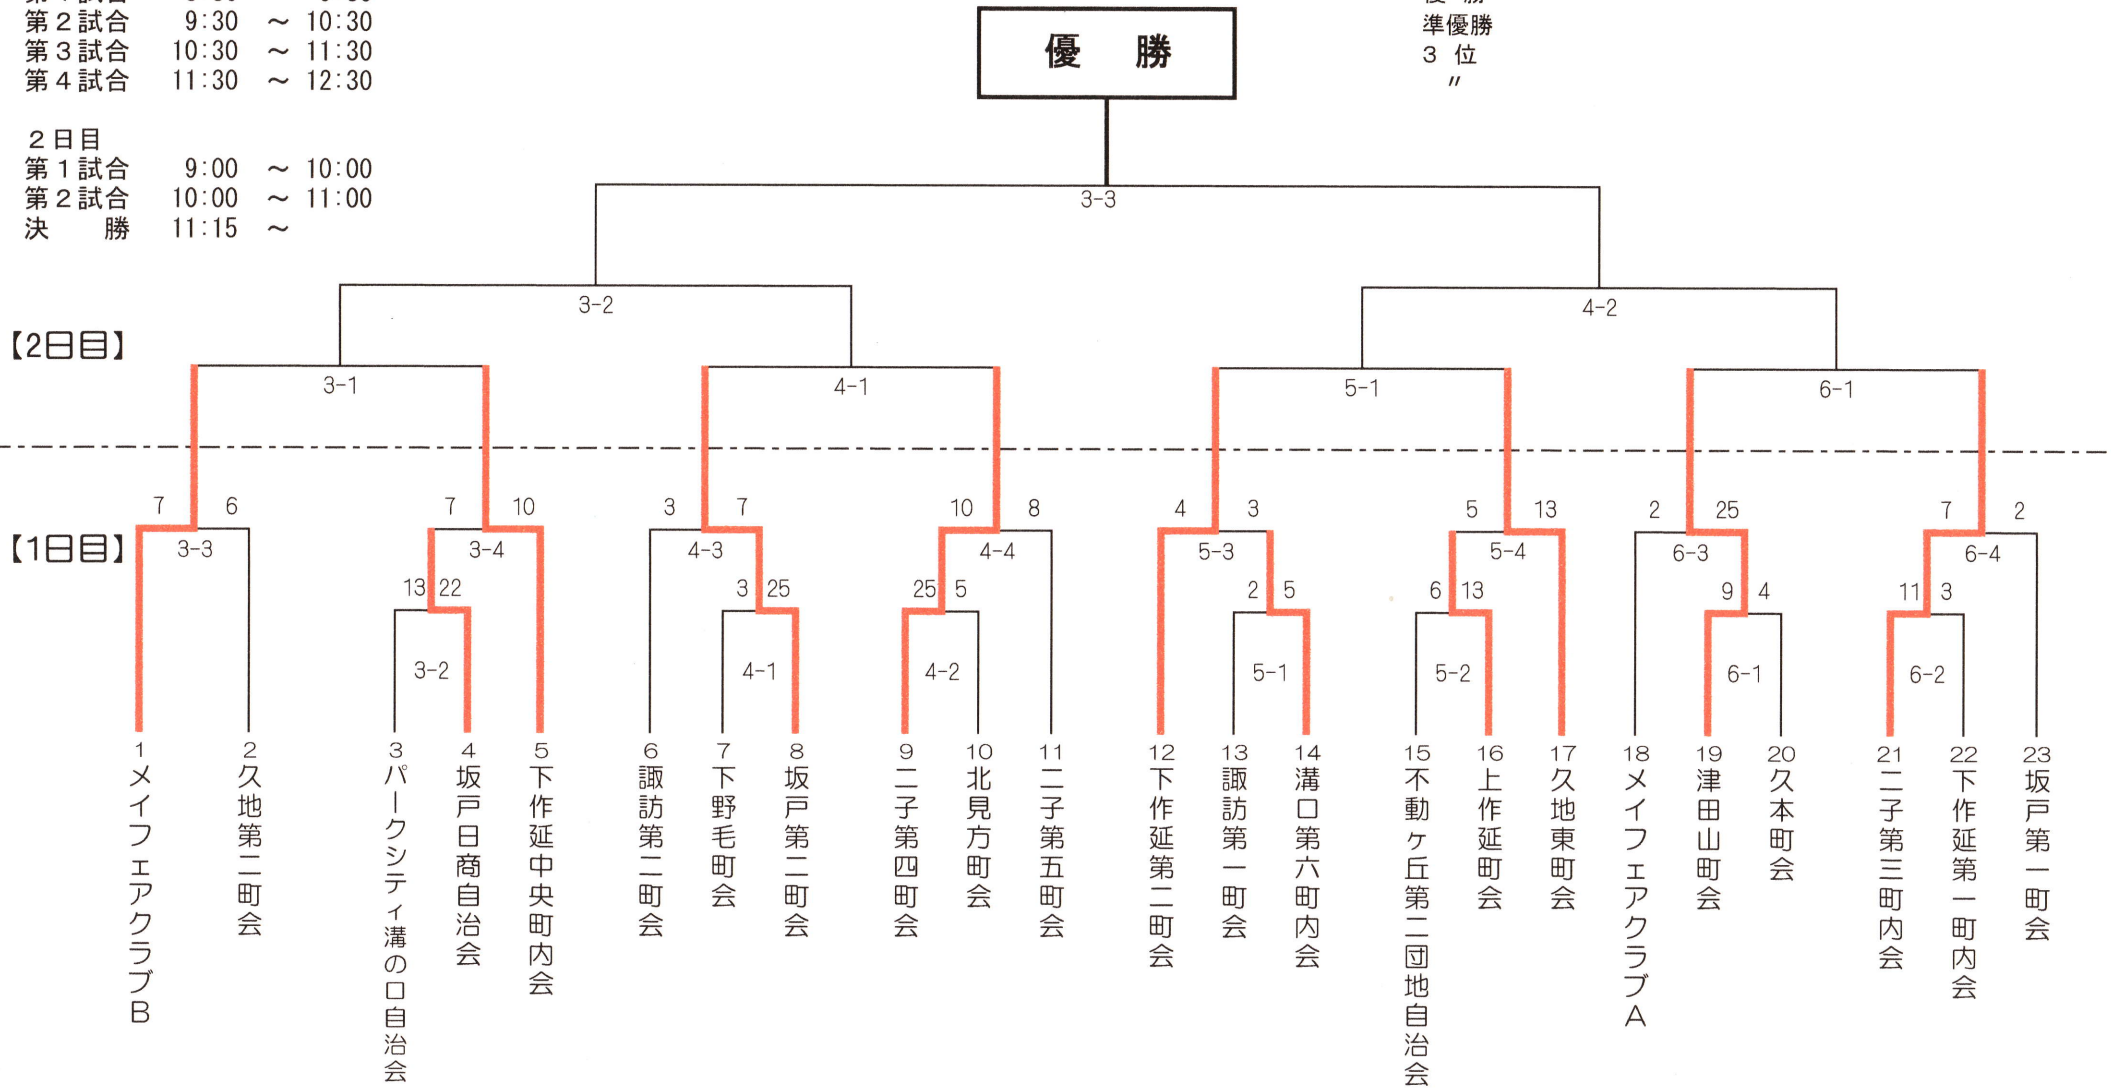 第2試合 9:30 ～ 10:30
第3試合 10:30 ～ 11:30
第4試合 11:30 ～ 12:30
優 勝
準優勝
3 位
〃
2日目
第1試合 9:00 ～ 10:00
第2試合 10:00 ～ 11:00
決 勝 11:15 ～
3-3
3-2
4-2
【2日目】
3-1
4-1
5-1
6-1
7 6
7 10
3 7
10 8
4 3
5 13
2 25
7 2
【1日目】
3-3
3-4
4-3
4-4
5-3
5-4
6-3
6-4
13 22
3 25
25 5
2 5
6 13
9 4
11 3
3-2
4-1
4-2
5-1
5-2
6-1
6-2
1 メイフェアクラブB
2 久地第二町会
3 パークシティ溝の口自治会
4 坂戸日商自治会
5 下作延中央町内会
6 諏訪第二町会
7 下野毛町会
8 坂戸第二町会
9 二子第四町会
10 北見方町会
11 二子第五町会
12 下作延第二町会
13 諏訪第一町会
14 溝口第六町内会
15 不動ヶ丘第二団地自治会
16 上作延町会
17 久地東町会
18 メイフェアクラブA
19 津田山町会
20 久本町会
21 二子第三町内会
22 下作延第一町内会
23 坂戸第一町会